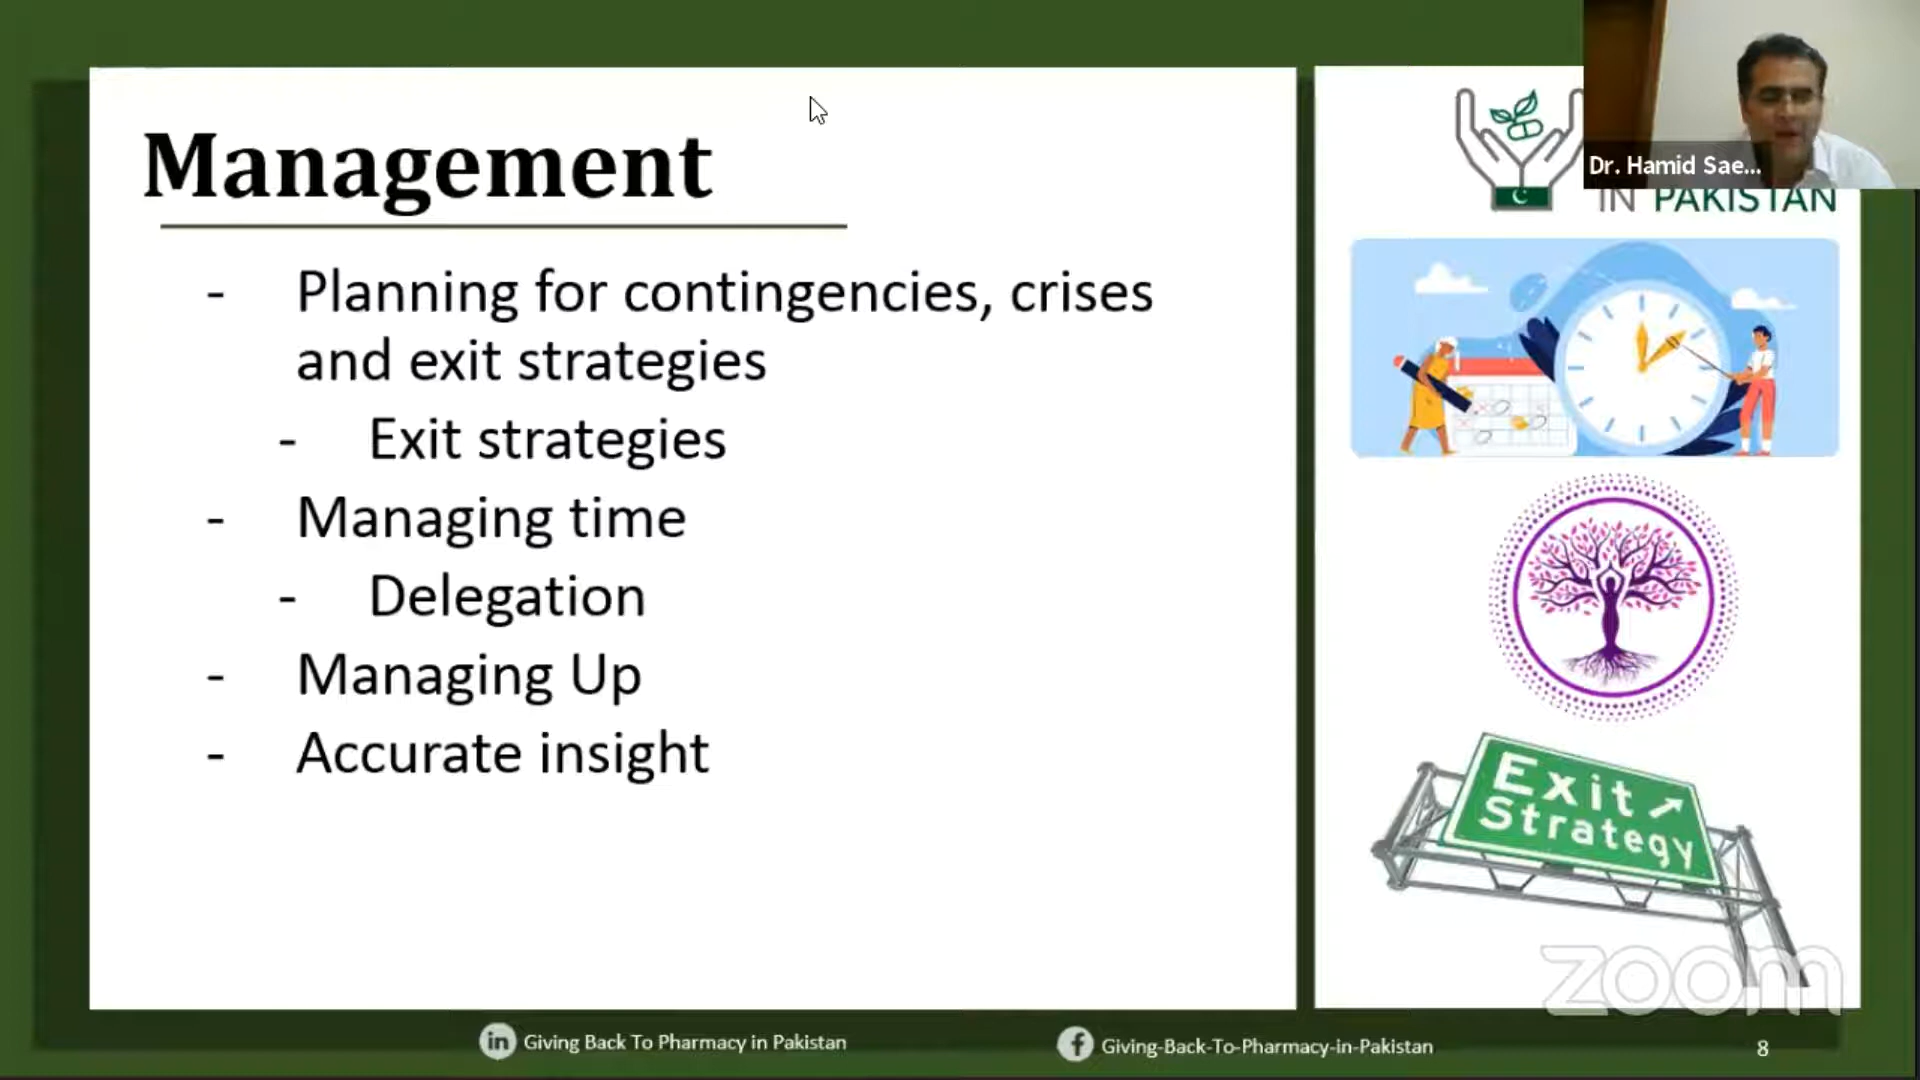 Management
- Planning for contingencies, crises
and exit strategies
- Exit strategies
- Managing time
- Delegation
- Managing Up
- Accurate insight
Dr. Hamid Sae...
IN PAKISTAN
Exit ↗
Strategy
zoom
in Giving Back To Pharmacy in Pakistan
f Giving-Back-To-Pharmacy-in-Pakistan
8